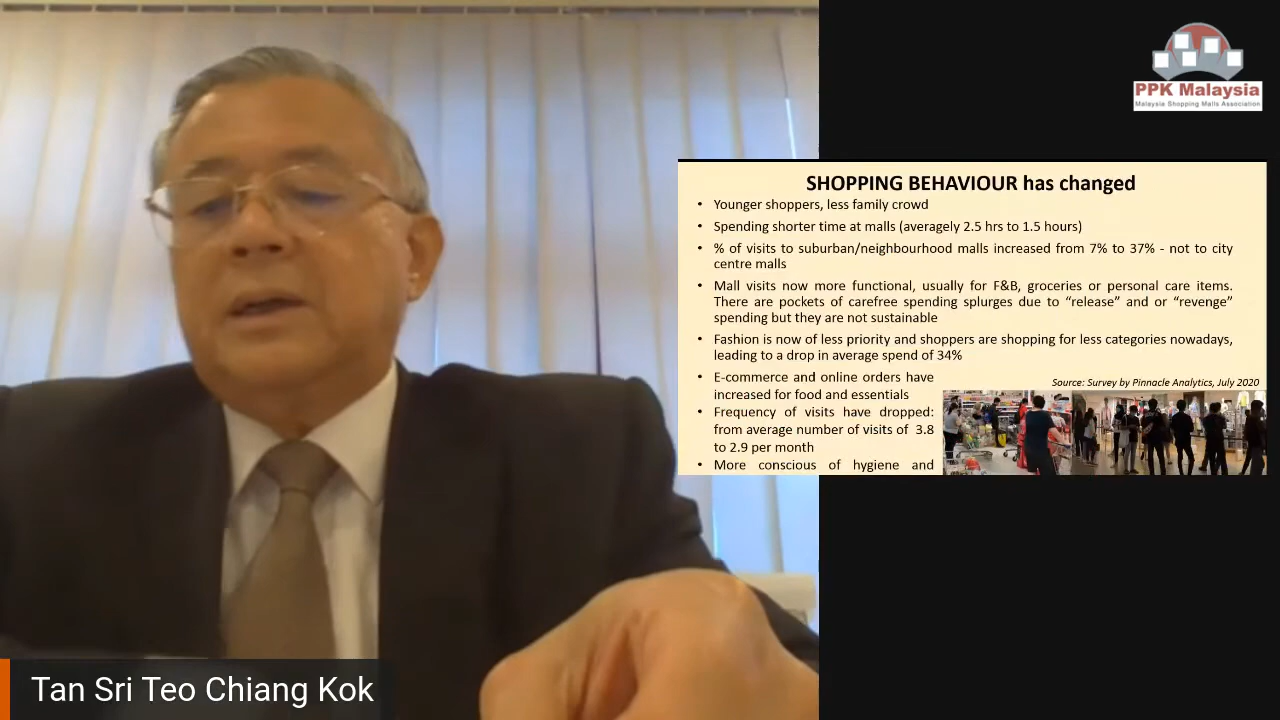 PPK Malaysia
Malaysia Shopping Malls Association
SHOPPING BEHAVIOUR has changed
• Younger shoppers, less family crowd
• Spending shorter time at malls (averagely 2.5 hrs to 1.5 hours)
• % of visits to suburban/neighbourhood malls increased from 7% to 37% - not to city
centre malls
• Mall visits now more functional, usually for F&B, groceries or personal care items.
There are pockets of carefree spending splurges due to “release” and or “revenge”
spending but they are not sustainable
• Fashion is now of less priority and shoppers are shopping for less categories nowadays,
leading to a drop in average spend of 34%
• E-commerce and online orders have
increased for food and essentials
Source: Survey by Pinnacle Analytics, July 2020
• Frequency of visits have dropped:
from average number of visits of 3.8
to 2.9 per month
• More conscious of hygiene and
Tan Sri Teo Chiang Kok